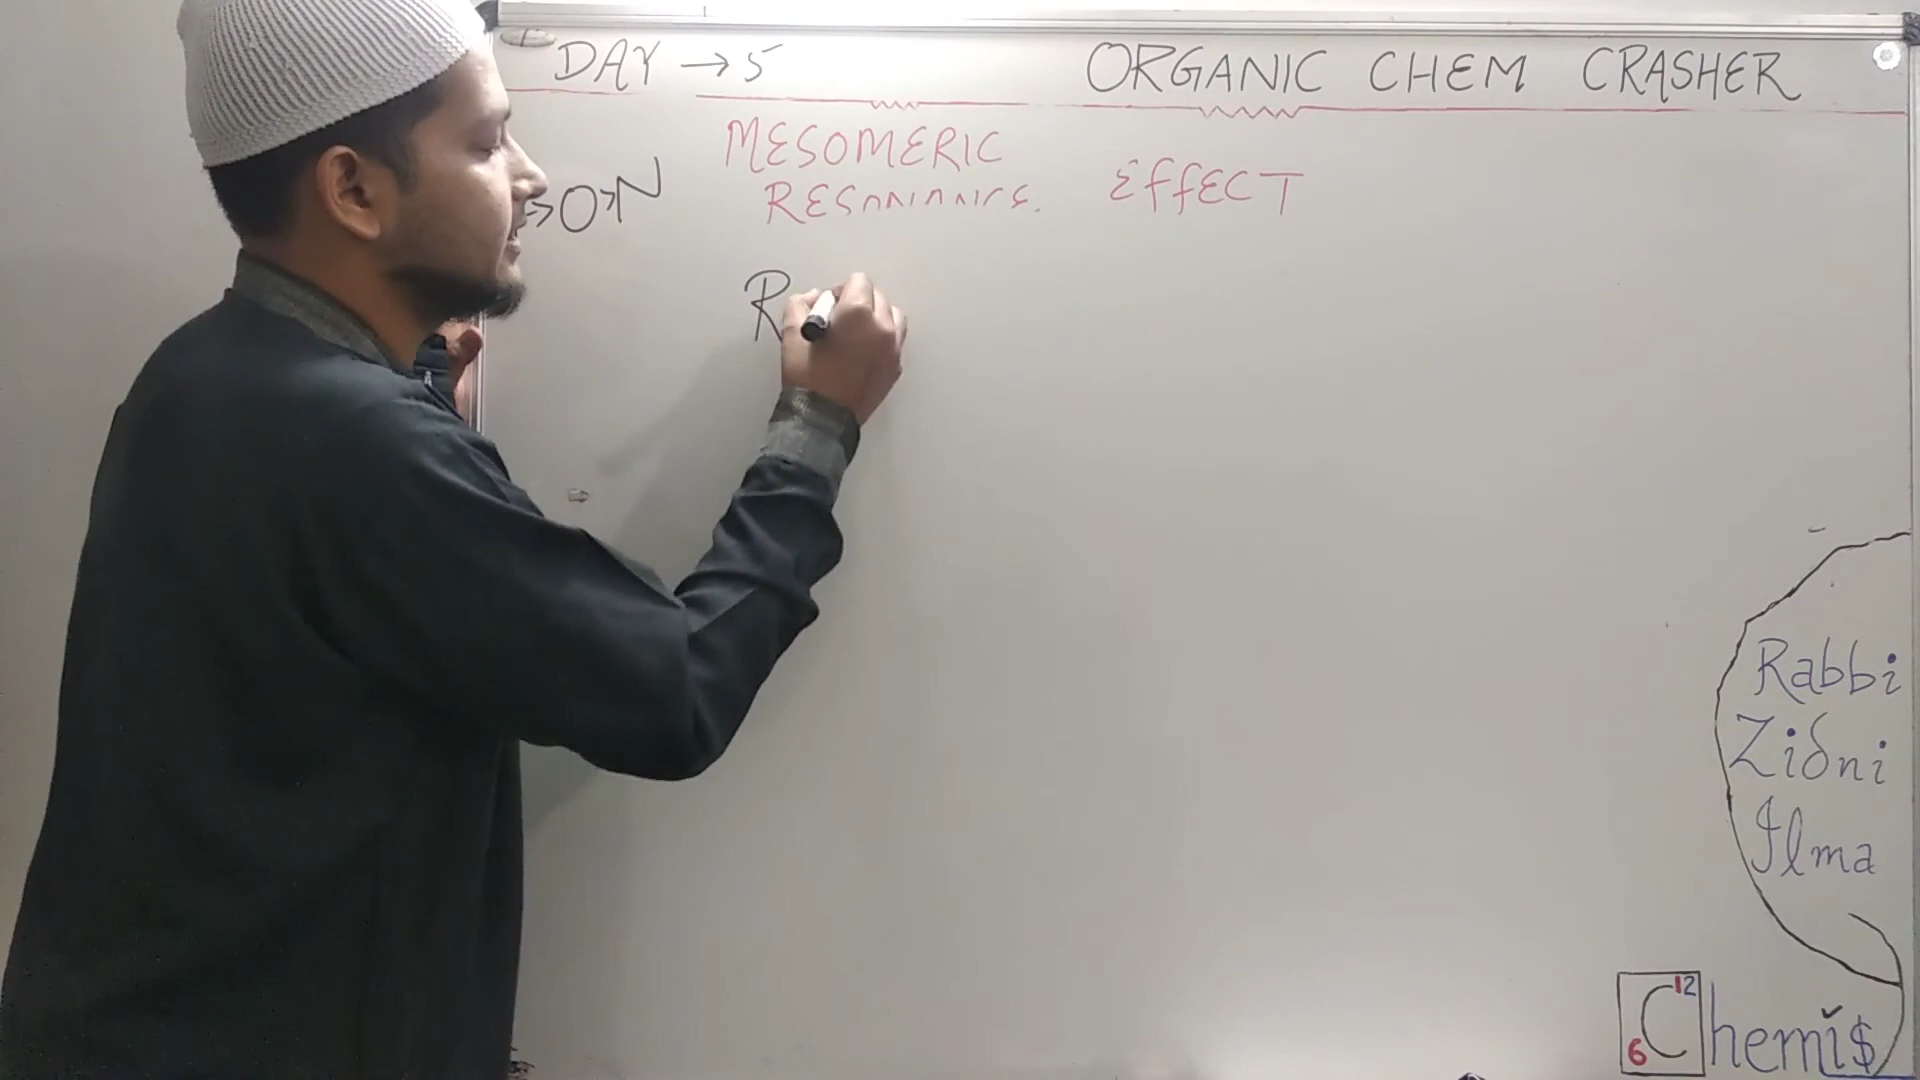 DAY → 5 ORGANIC CHEM CRASHER
MESOMERIC
EFFECT
→ O > N
R
Rabbi
Zidni
Ilma
12
6 Chemi$